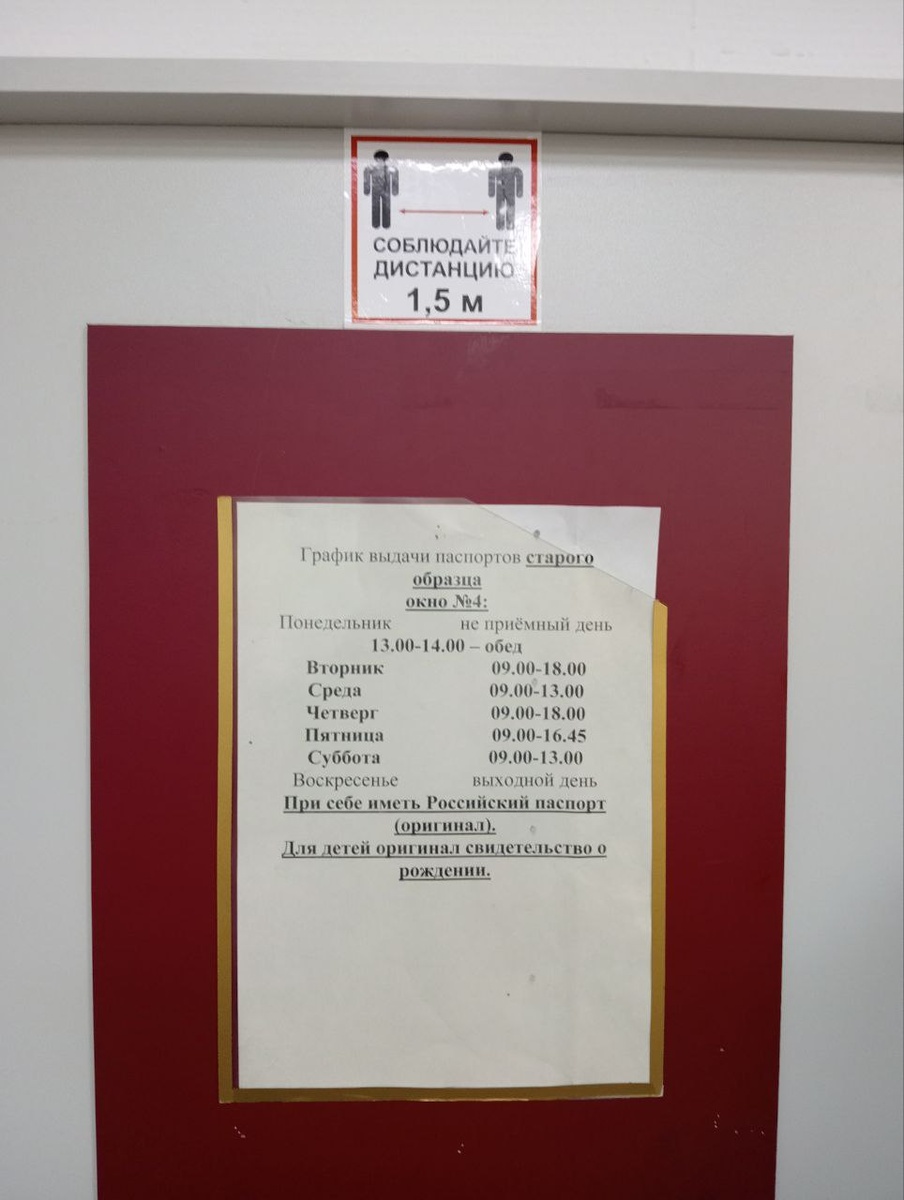 СОБЛЮДАЙТЕ
ДИСТАНЦИЮ
1,5 м
График выдачи паспортов старого
образца
окно №4:
Понедельник не приёмный день
13.00-14.00 – обед
Вторник 09.00-18.00
Среда 09.00-13.00
Четверг 09.00-18.00
Пятница 09.00-16.45
Суббота 09.00-13.00
Воскресенье выходной день
При себе иметь Российский паспорт
(оригинал).
Для детей оригинал свидетельство о
рождении.